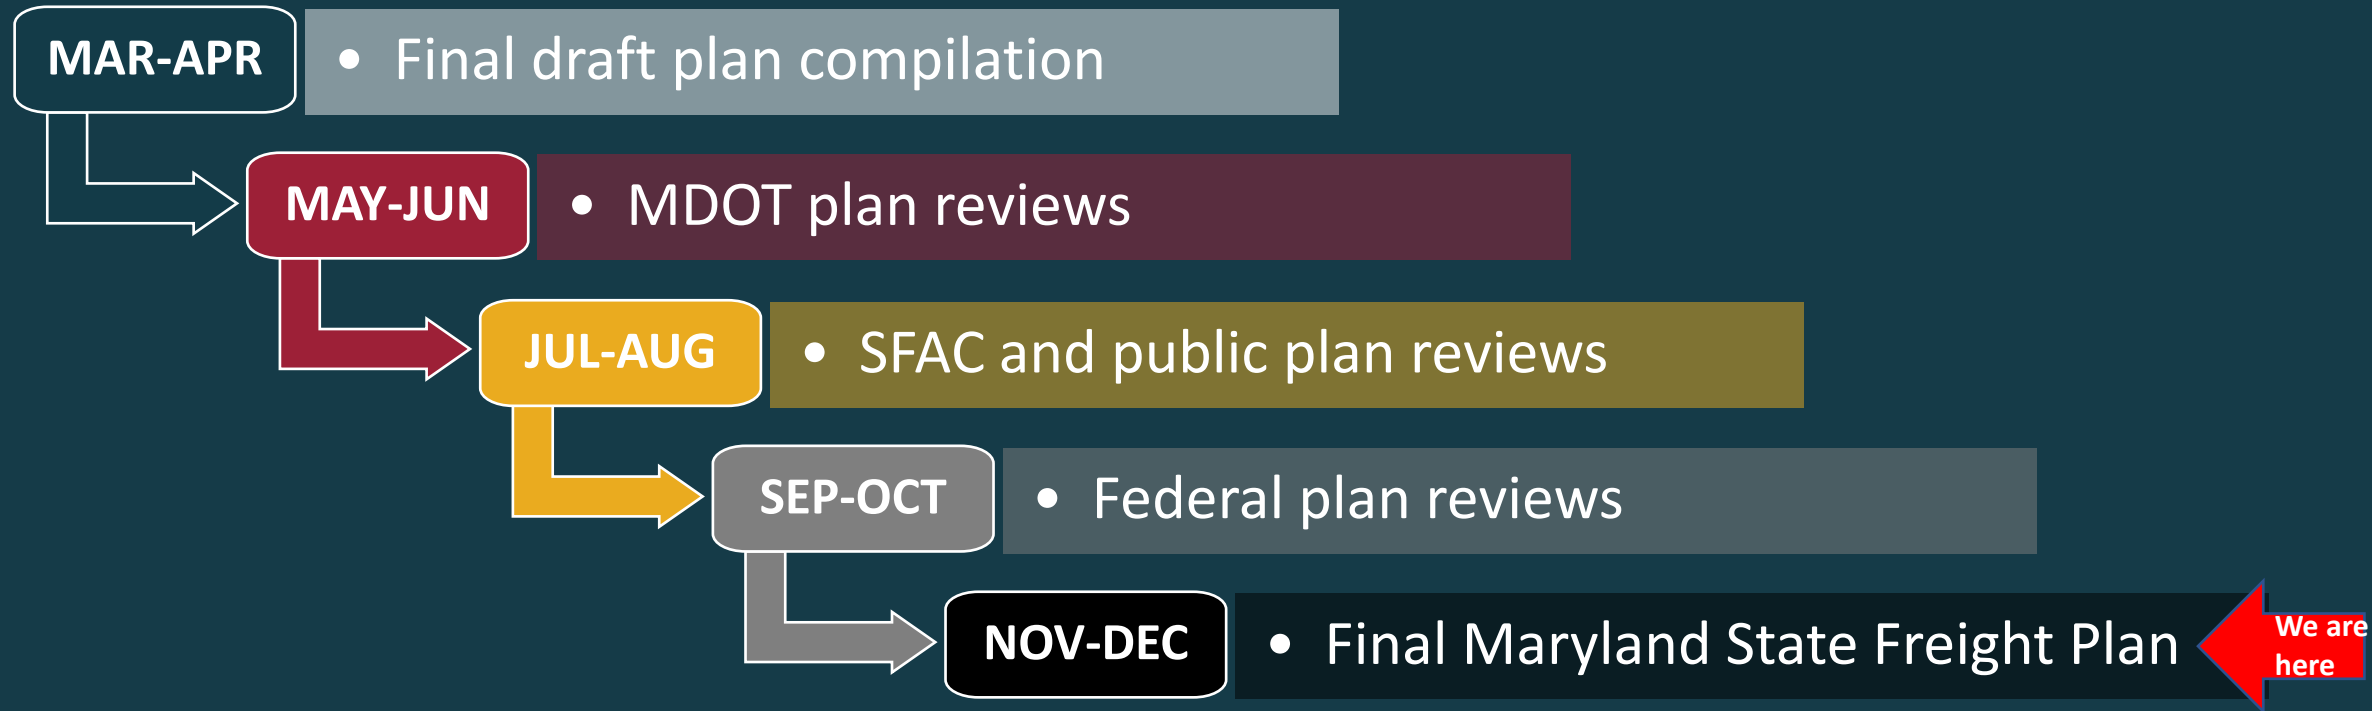 MAR-APR
• Final draft plan compilation
MAY-JUN
• MDOT plan reviews
JUL-AUG
• SFAC and public plan reviews
SEP-OCT
• Federal plan reviews
NOV-DEC
• Final Maryland State Freight Plan
We are
here